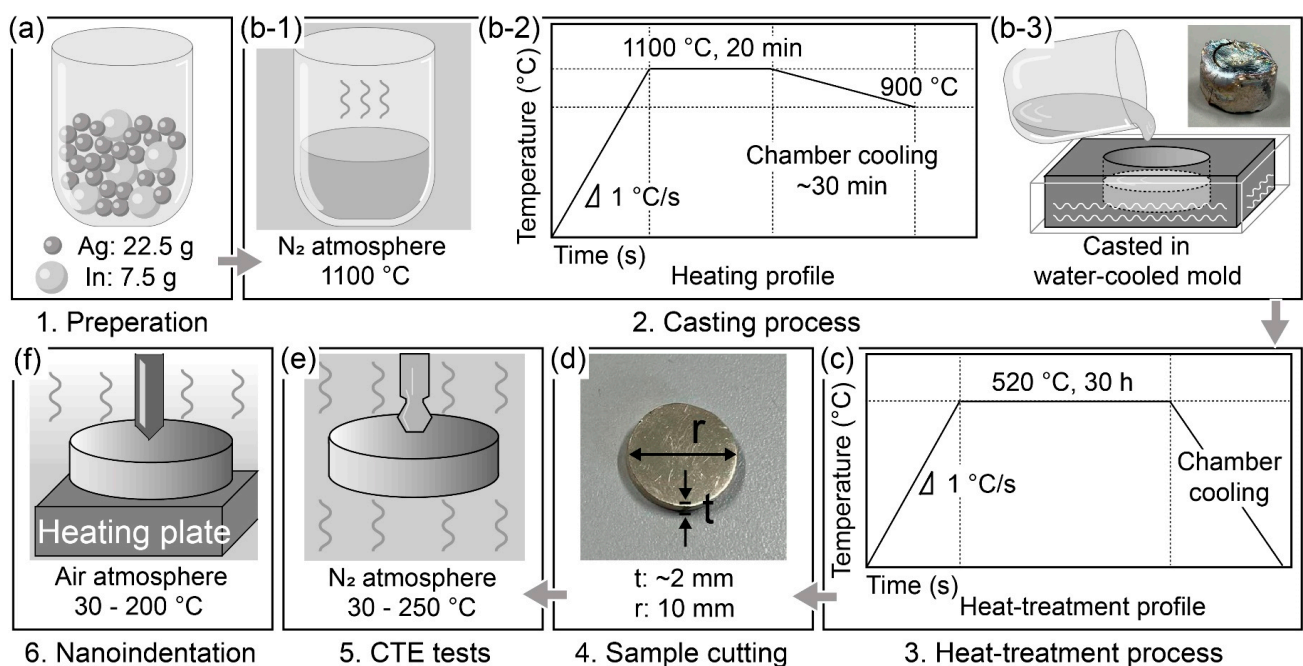 (a)
Ag: 22.5 g
In: 7.5 g
1. Preperation
(b-1)
N₂ atmosphere
1100 °C
(b-2)
Temperature (°C)
1100 °C, 20 min
900 °C
Chamber cooling
~30 min
1 °C/s
Time (s)
Heating profile
(b-3)
Casted in
water-cooled mold
2. Casting process
(c)
Temperature (°C)
520 °C, 30 h
1 °C/s
Chamber
cooling
Time (s)
Heat-treatment profile
3. Heat-treatment process
(d)
r
t
t: ~2 mm
r: 10 mm
4. Sample cutting
(e)
N₂ atmosphere
30 - 250 °C
5. CTE tests
(f)
Heating plate
Air atmosphere
30 - 200 °C
6. Nanoindentation